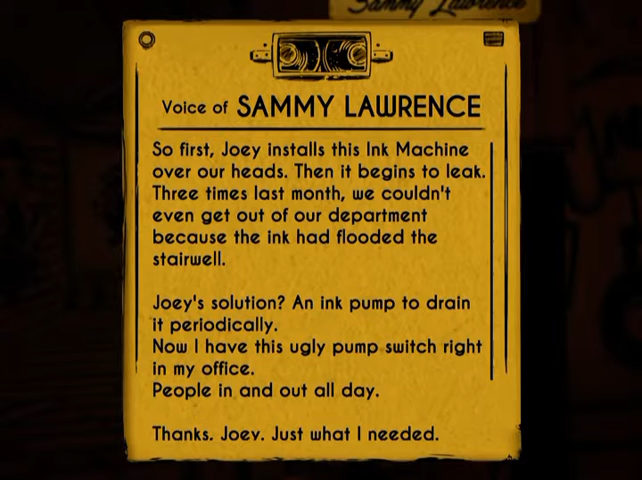 Sammy Lawrence
Voice of SAMMY LAWRENCE
So first, Joey installs this Ink Machine
over our heads. Then it begins to leak.
Three times last month, we couldn't
even get out of our department
because the ink had flooded the
stairwell.
Joey's solution? An ink pump to drain
it periodically.
Now I have this ugly pump switch right
in my office.
People in and out all day.
Thanks. Joey. Just what I needed.